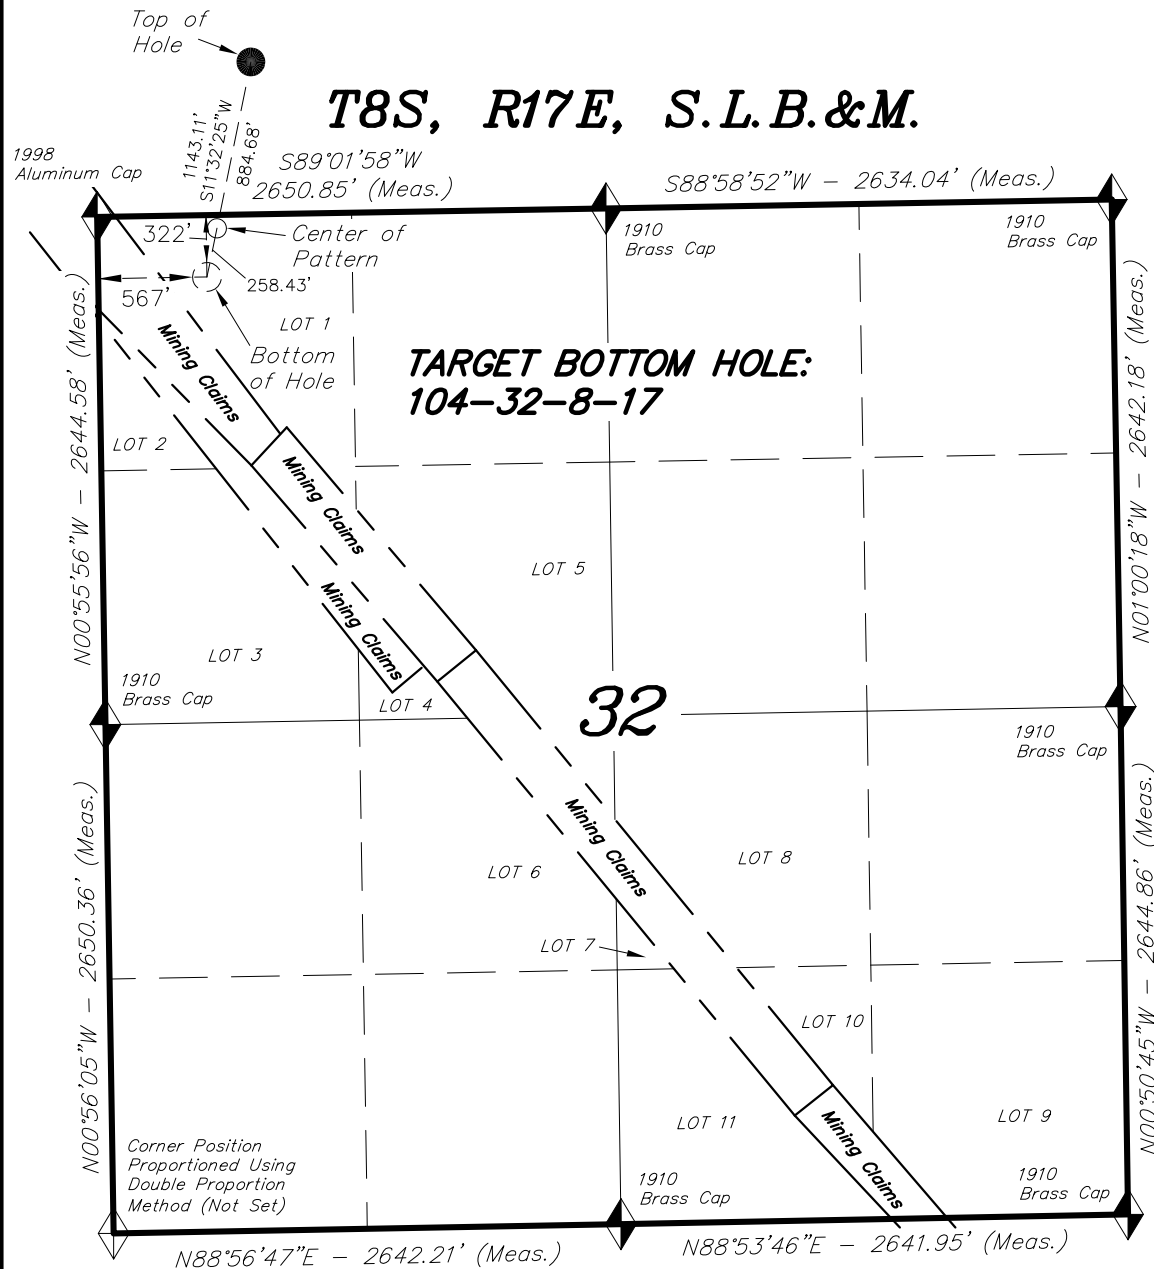 Top of
Hole
T8S, R17E, S.L.B.&M.
1143.11'
S11°32'25"W
884.68'
1998
Aluminum Cap
S89°01'58"W
2650.85' (Meas.)
S88°58'52"W - 2634.04' (Meas.)
322'
Center of
Pattern
1910
Brass Cap
1910
Brass Cap
567'
258.43'
LOT 1
Bottom
of Hole
Mining Claims
TARGET BOTTOM HOLE:
104-32-8-17
N00°55'56"W - 2644.58' (Meas.)
N01°00'18"W - 2642.18' (Meas.)
LOT 2
Mining Claims
LOT 5
Mining Claims
LOT 3
1910
Brass Cap
LOT 4
32
1910
Brass Cap
Mining Claims
LOT 6
LOT 8
LOT 7
N00°56'05"W - 2650.36' (Meas.)
N00°50'45"W - 2644.86' (Meas.)
LOT 10
LOT 11
LOT 9
Mining Claims
Corner Position
Proportioned Using
Double Proportion
Method (Not Set)
1910
Brass Cap
1910
Brass Cap
N88°56'47"E - 2642.21' (Meas.)
N88°53'46"E - 2641.95' (Meas.)